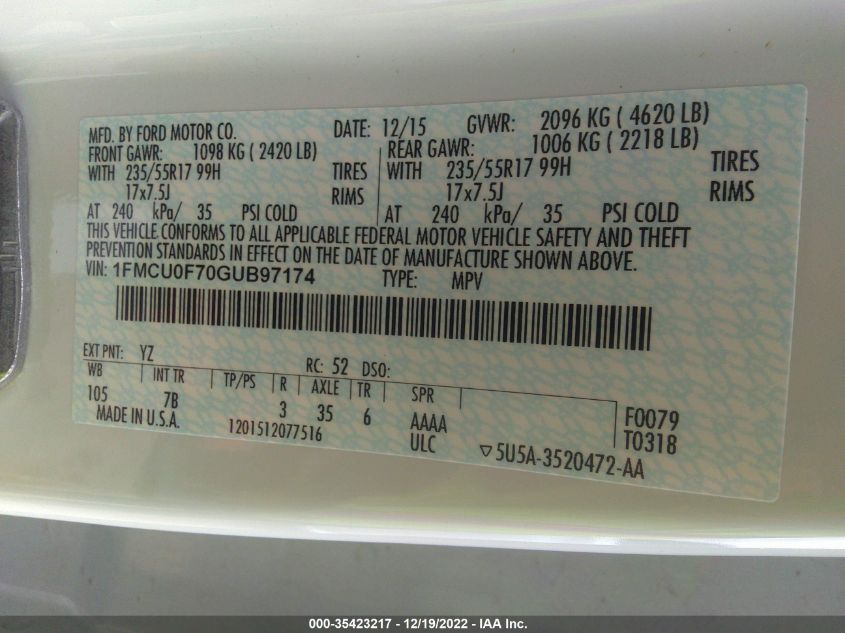 MFD. BY FORD MOTOR CO. DATE: 12/15 GVWR: 2096 KG ( 4620 LB)
FRONT GAWR: 1098 KG ( 2420 LB) REAR GAWR: 1006 KG ( 2218 LB)
WITH 235/55R17 99H TIRES WITH 235/55R17 99H TIRES
17x7.5J RIMS 17x7.5J RIMS
AT 240 kPa/ 35 PSI COLD AT 240 kPa/ 35 PSI COLD
THIS VEHICLE CONFORMS TO ALL APPLICABLE FEDERAL MOTOR VEHICLE SAFETY AND THEFT
PREVENTION STANDARDS IN EFFECT ON THE DATE OF MANUFACTURE SHOWN ABOVE.
VIN: 1FMCU0F70GUB97174 TYPE: MPV
EXT PNT: YZ RC: 52 DSO:
WB INT TR TP/PS R AXLE TR SPR
105 7B 3 35 6 AAAA F0079
MADE IN U.S.A. 1201512077516 ULC T0318
▽5U5A-3520472-AA
000-35423217 - 12/19/2022 - IAA Inc.